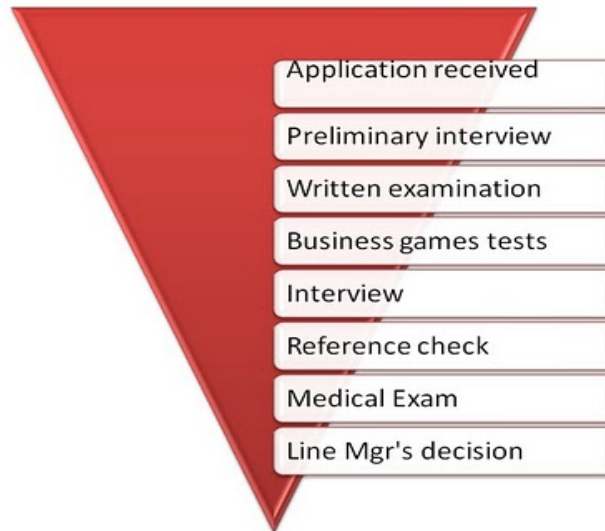 Application received
Preliminary interview
Written examination
Business games tests
Interview
Reference check
Medical Exam
Line Mgr's decision